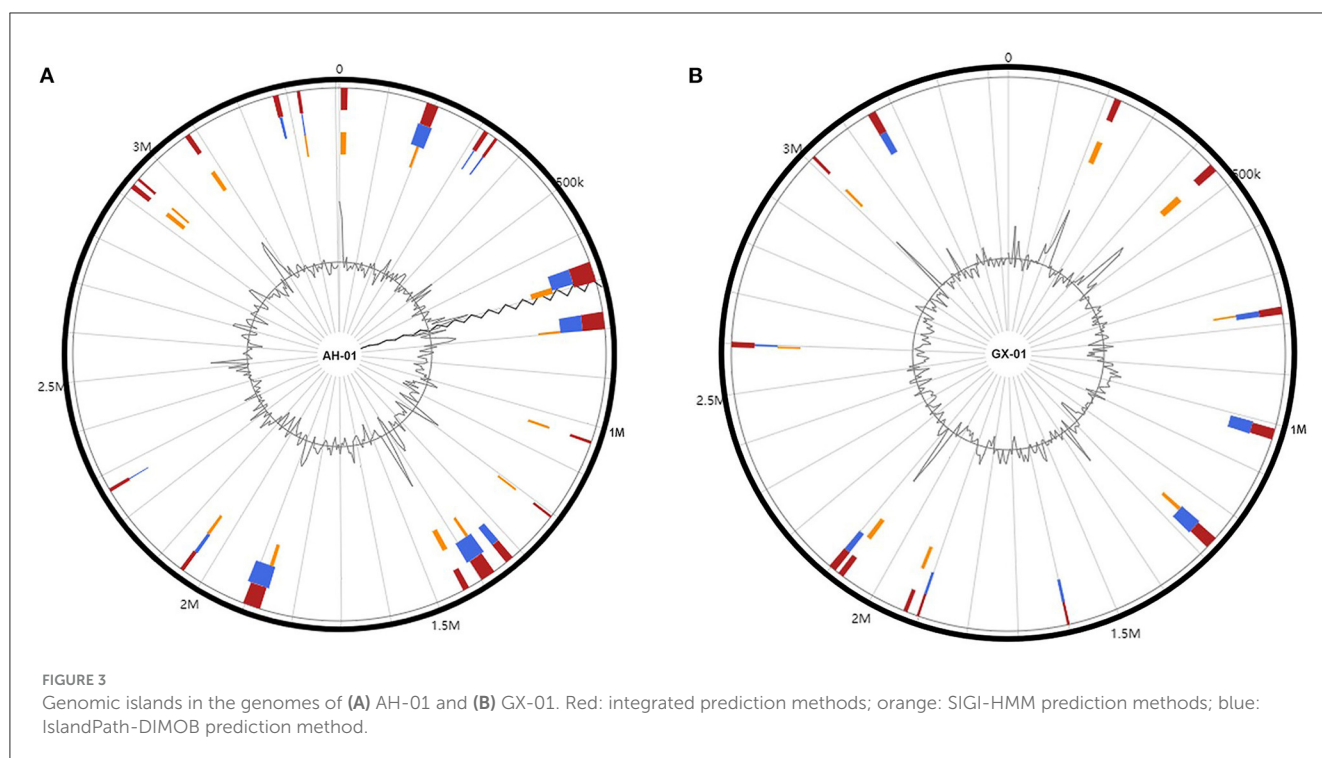 A
0
500k
1M
1.5M
2M
2.5M
3M
AH-01
B
0
500k
1M
1.5M
2M
2.5M
3M
GX-01
FIGURE 3
Genomic islands in the genomes of (A) AH-01 and (B) GX-01. Red: integrated prediction methods; orange: SIGI-HMM prediction methods; blue:
IslandPath-DIMOB prediction method.